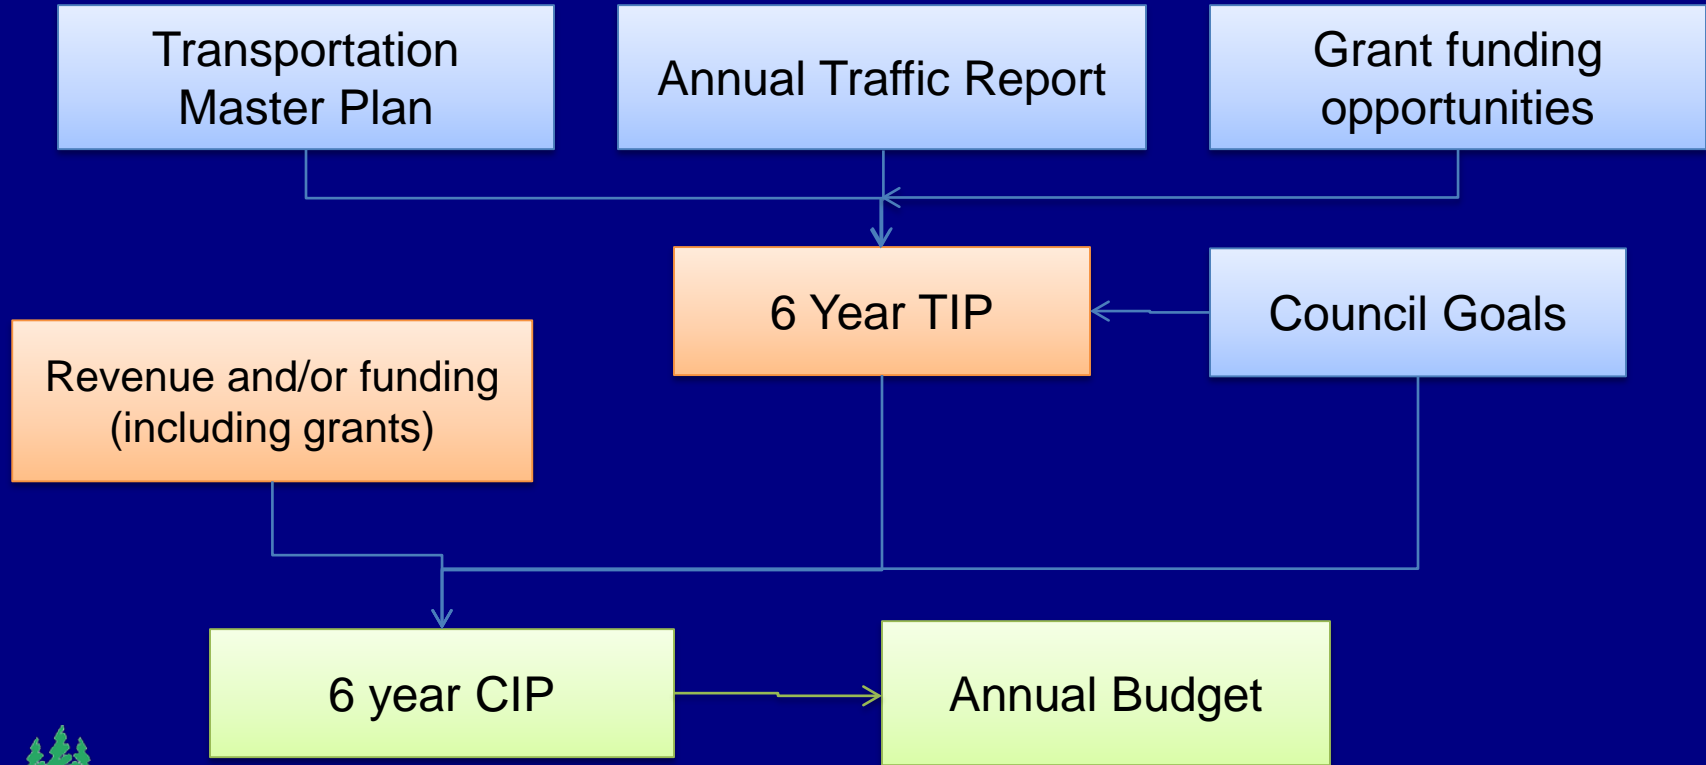 Transportation
Master Plan
Annual Traffic Report
Grant funding
opportunities
6 Year TIP
Council Goals
Revenue and/or funding
(including grants)
6 year CIP
Annual Budget